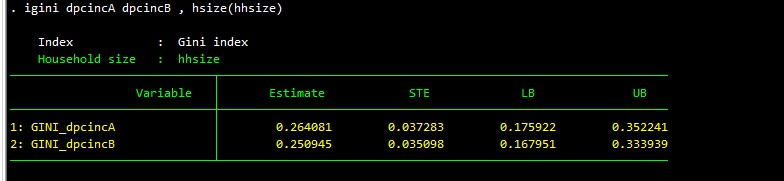 . igini dpcincA dpcincB , hsize(hhsize)
Index : Gini index
Household size : hhsize
Variable Estimate STE LB UB
1: GINI_dpcincA 0.264081 0.037283 0.175922 0.352241
2: GINI_dpcincB 0.250945 0.035098 0.167951 0.333939